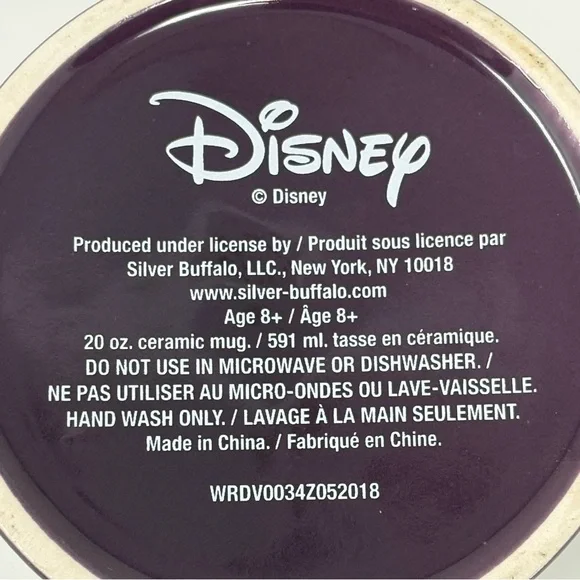 Disney
© Disney
Produced under license by / Produit sous licence par
Silver Buffalo, LLC., New York, NY 10018
www.silver-buffalo.com
Age 8+ / Âge 8+
20 oz. ceramic mug. / 591 ml. tasse en céramique.
DO NOT USE IN MICROWAVE OR DISHWASHER. /
NE PAS UTILISER AU MICRO-ONDES OU LAVE-VAISSELLE.
HAND WASH ONLY. / LAVAGE À LA MAIN SEULEMENT.
Made in China. / Fabriqué en Chine.
WRDV0034Z052018